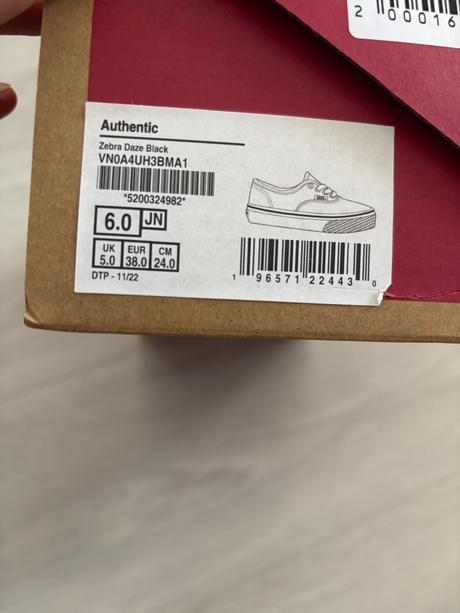 2 00016
Authentic
Zebra Daze Black
VN0A4UH3BMA1
*5200324982*
6.0 JN
UK EUR CM
5.0 38.0 24.0
DTP - 11/22
VANS
1 96571 22443 0